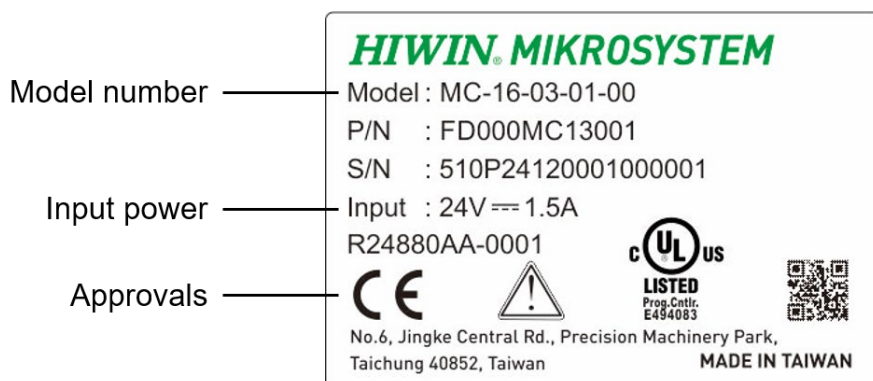 HIWIN® MIKROSYSTEM
Model number
Model : MC-16-03-01-00
P/N : FD000MC13001
S/N : 510P24120001000001
Input power
Input : 24V ⎓ 1.5A
R24880AA-0001
Approvals
CE
C UL® US
LISTED
Prog.Cntlr.
E494083
No.6, Jingke Central Rd., Precision Machinery Park,
Taichung 40852, Taiwan
MADE IN TAIWAN